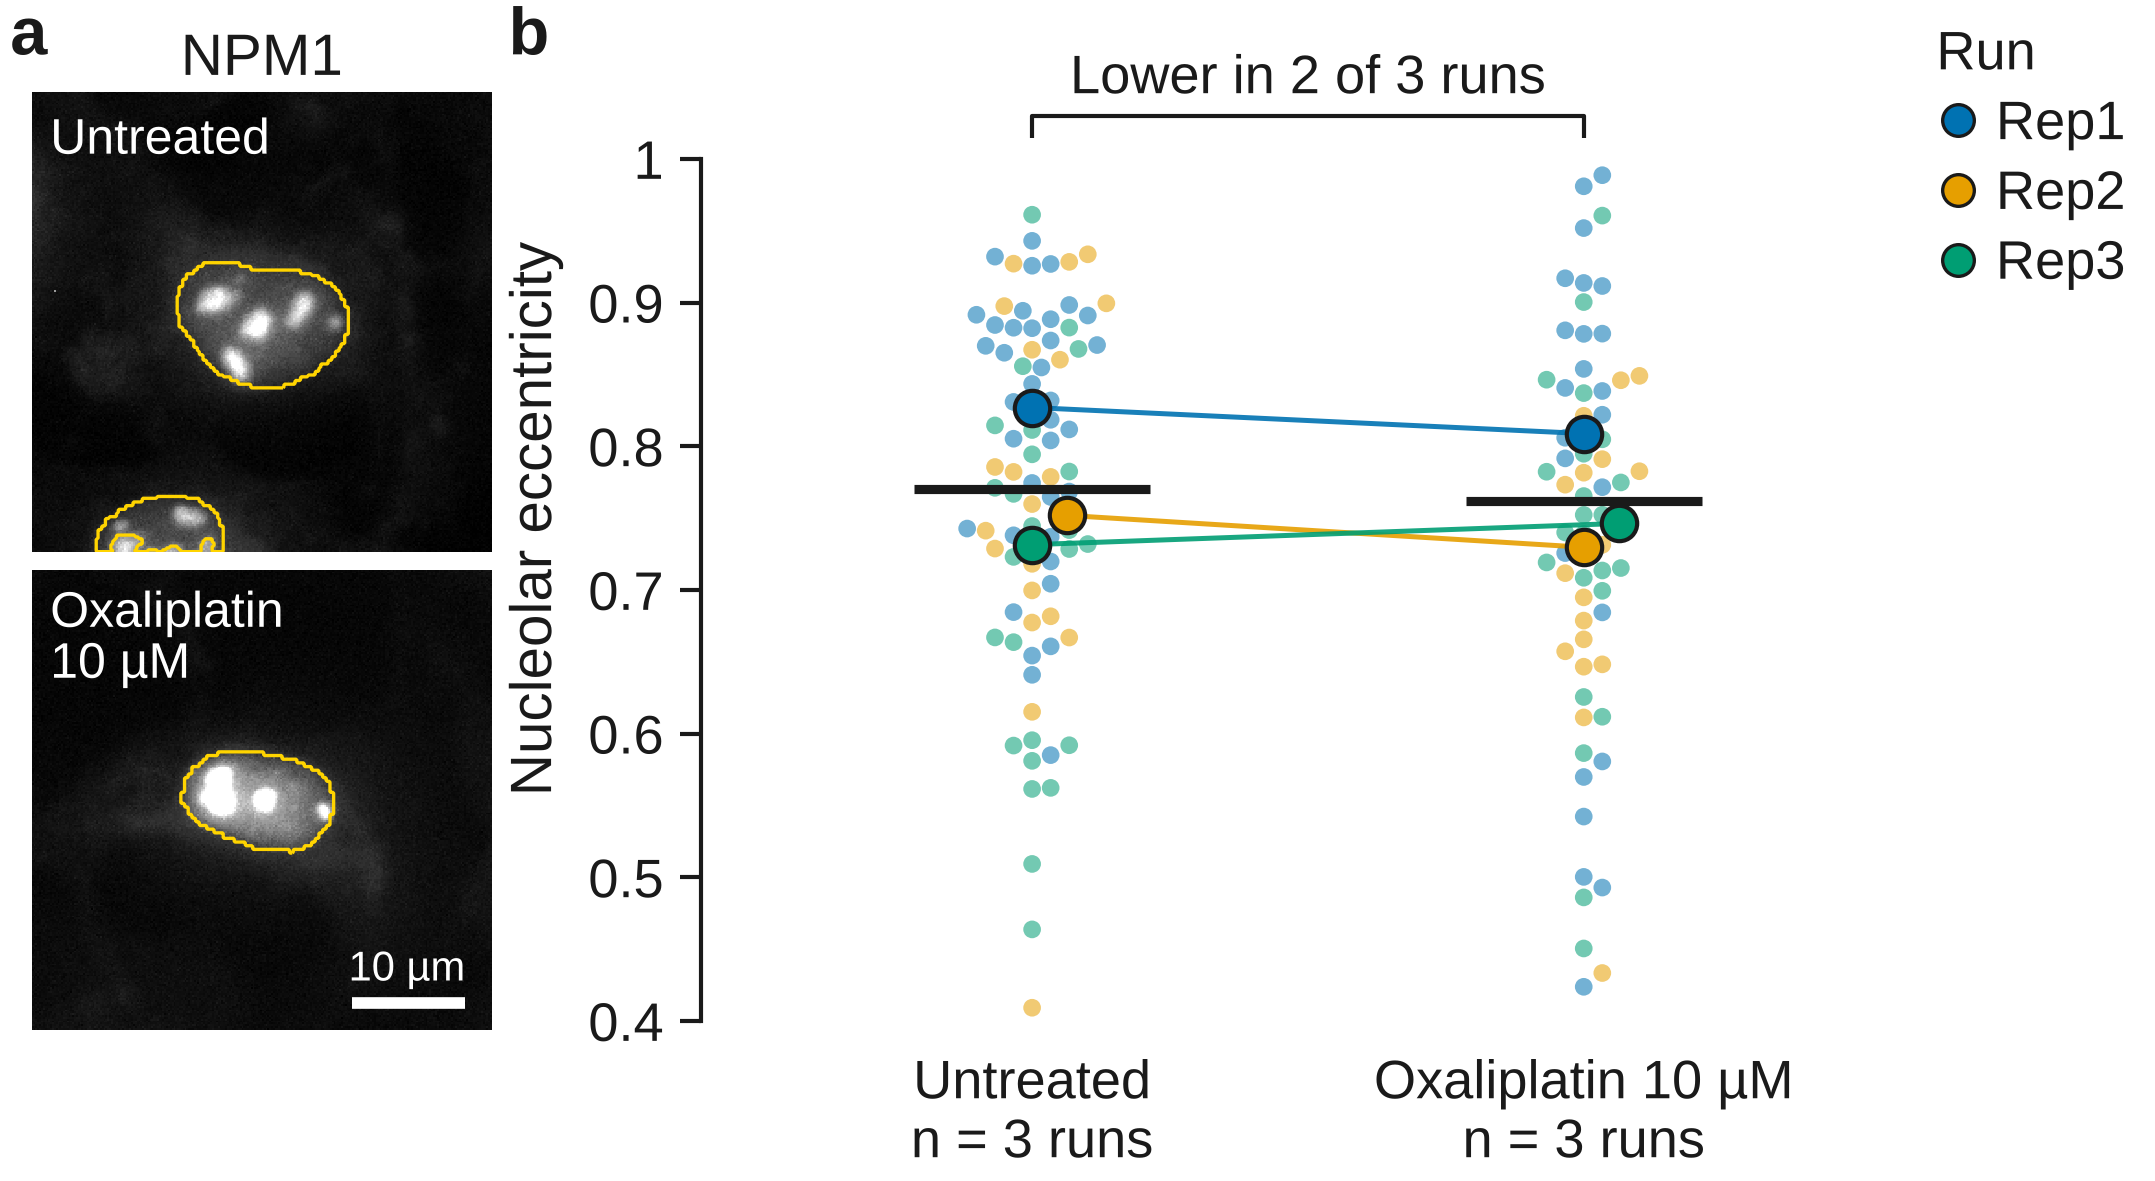 a
NPM1
Untreated
Oxaliplatin
10 µM
10 µm
b
Lower in 2 of 3 runs
Nucleolar eccentricity
1
0.9
0.8
0.7
0.6
0.5
0.4
Untreated
n = 3 runs
Oxaliplatin 10 µM
n = 3 runs
Run
Rep1
Rep2
Rep3